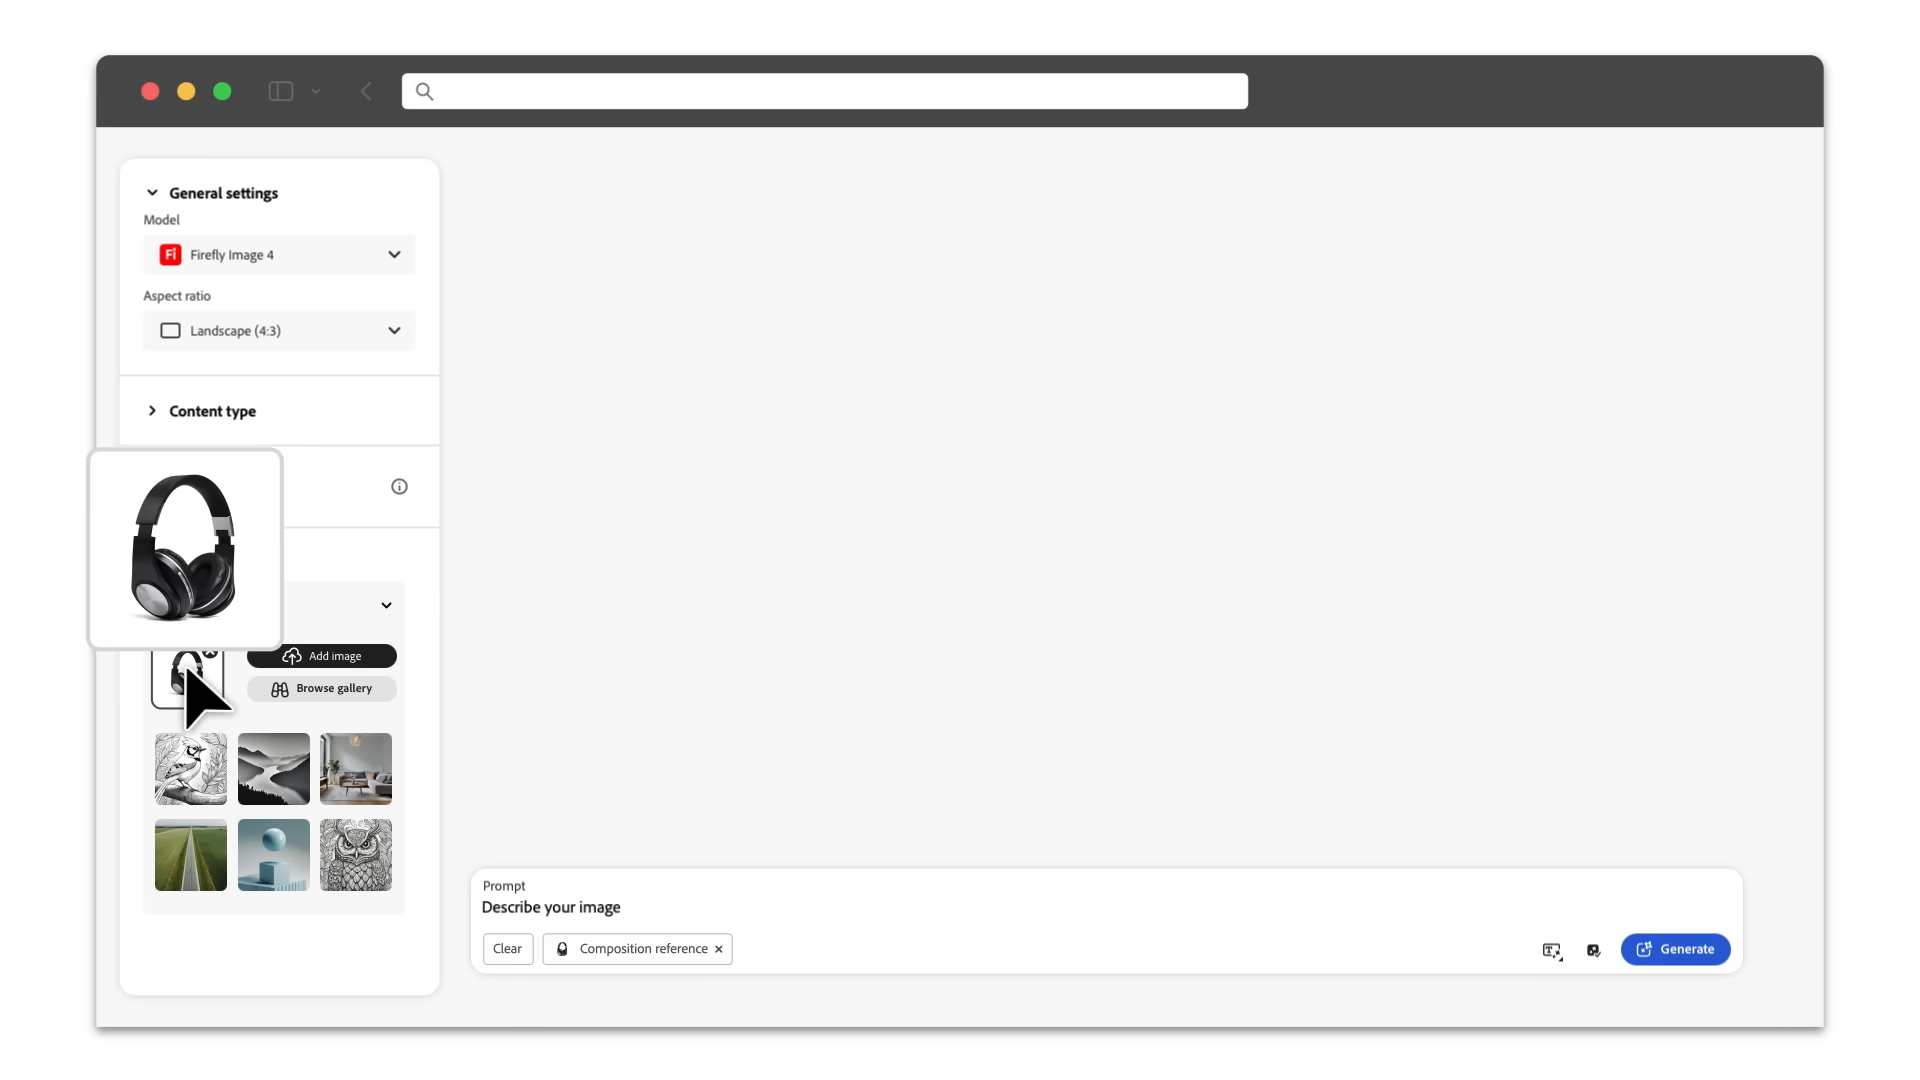 General settings
Model
Fi Firefly Image 4
Aspect ratio
Landscape (4:3)
Content type
Add image
Browse gallery
Prompt
Describe your image
Clear
Composition reference
Generate